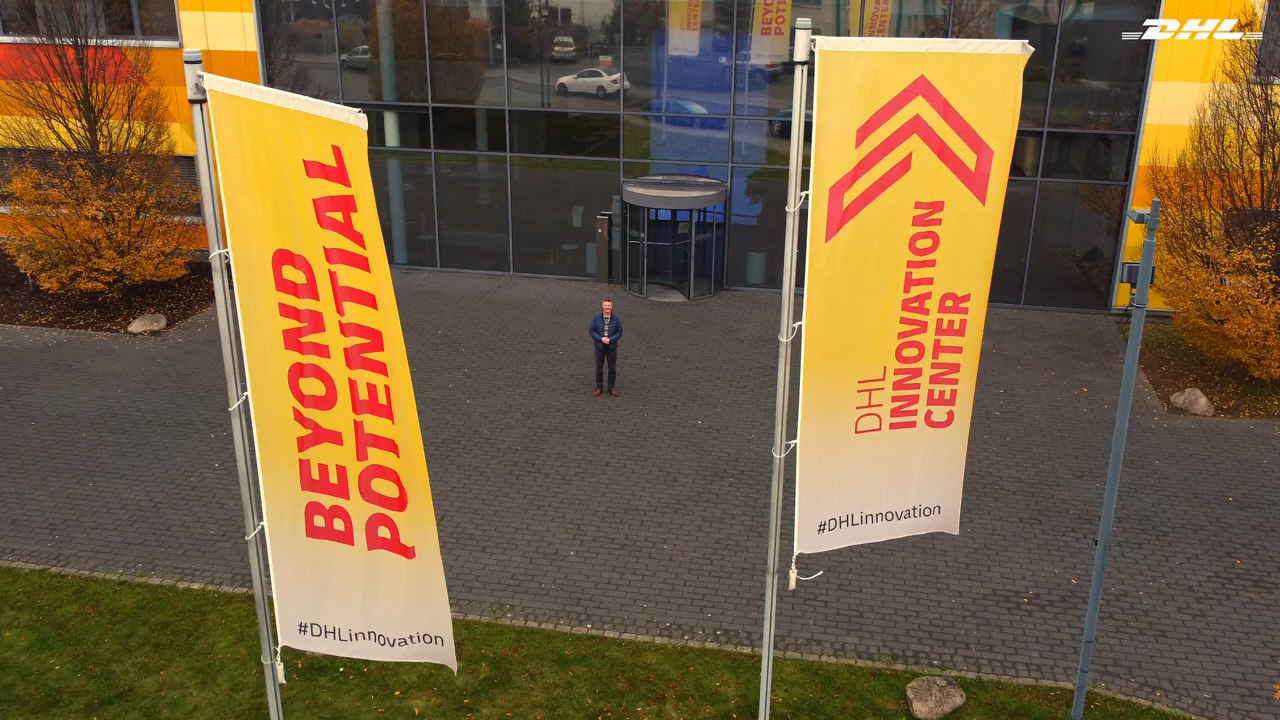 DHL
BEYOND
POTENTIAL
#DHLinnovation
DHL
INNOVATION
CENTER
#DHLinnovation